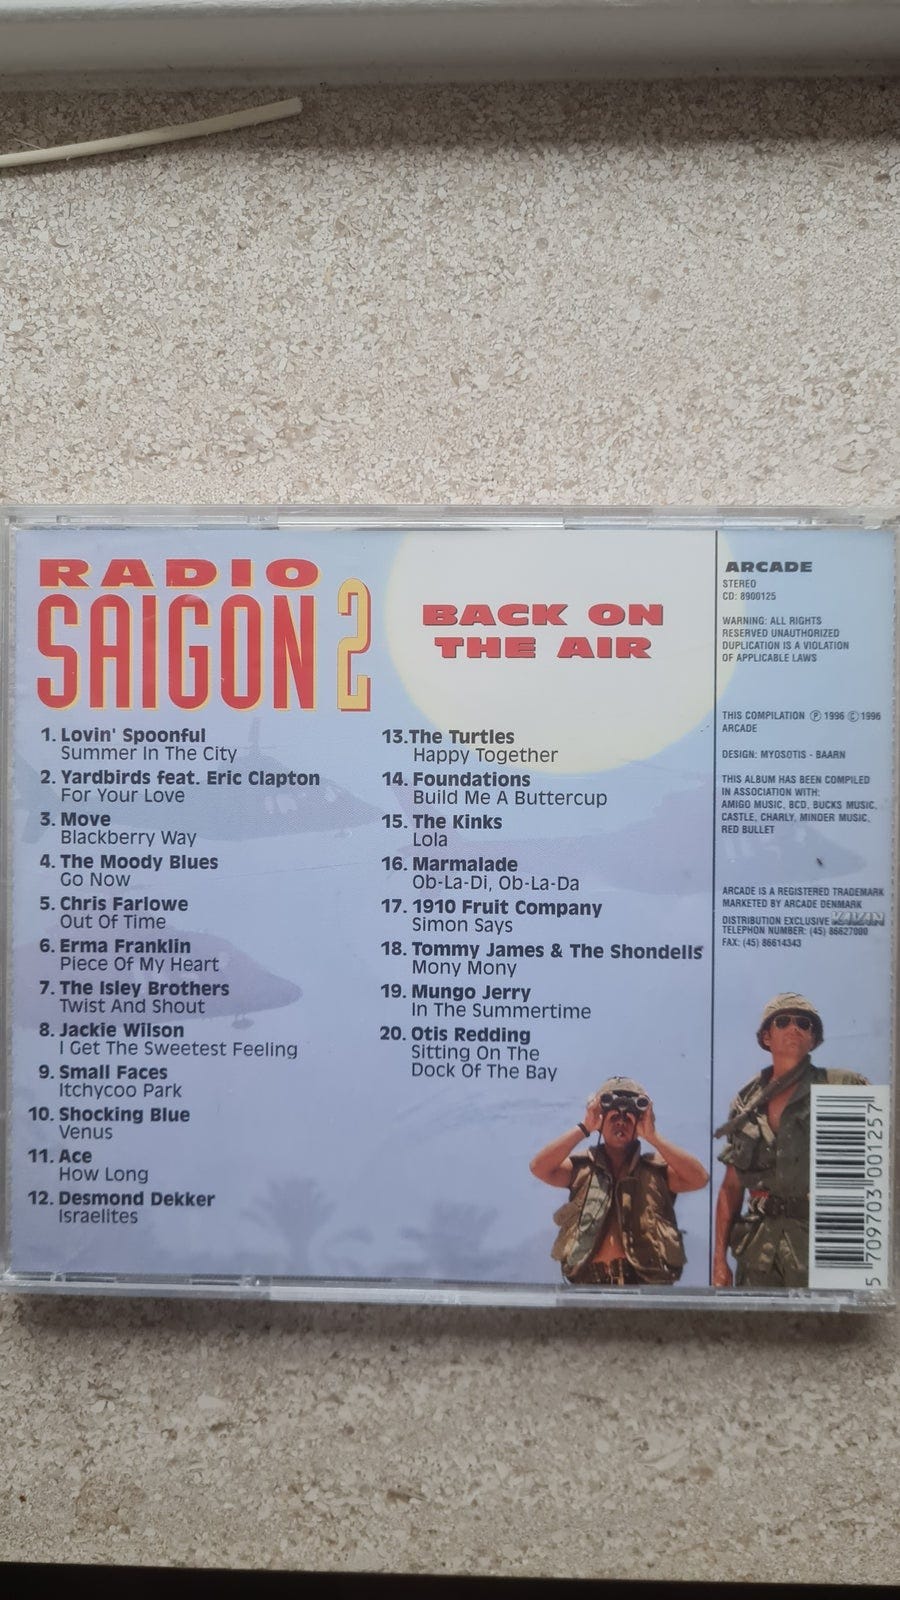 RADIO
SAIGON 2
BACK ON
THE AIR
1. Lovin' Spoonful
Summer In The City
2. Yardbirds feat. Eric Clapton
For Your Love
3. Move
Blackberry Way
4. The Moody Blues
Go Now
5. Chris Farlowe
Out Of Time
6. Erma Franklin
Piece Of My Heart
7. The Isley Brothers
Twist And Shout
8. Jackie Wilson
I Get The Sweetest Feeling
9. Small Faces
Itchycoo Park
10. Shocking Blue
Venus
11. Ace
How Long
12. Desmond Dekker
Israelites
13.The Turtles
Happy Together
14. Foundations
Build Me A Buttercup
15. The Kinks
Lola
16. Marmalade
Ob-La-Di, Ob-La-Da
17. 1910 Fruit Company
Simon Says
18. Tommy James & The Shondells
Mony Mony
19. Mungo Jerry
In The Summertime
20. Otis Redding
Sitting On The
Dock Of The Bay
ARCADE
STEREO
CD: 8900125
WARNING: ALL RIGHTS
RESERVED UNAUTHORIZED
DUPLICATION IS A VIOLATION
OF APPLICABLE LAWS
THIS COMPILATION ℗ 1996 © 1996
ARCADE
DESIGN: MYOSOTIS - BAARN
THIS ALBUM HAS BEEN COMPILED
IN ASSOCIATION WITH:
AMIGO MUSIC, BCD, BUCKS MUSIC,
CASTLE, CHARLY, MINDER MUSIC,
RED BULLET
ARCADE IS A REGISTERED TRADEMARK
MARKETED BY ARCADE DENMARK
DISTRIBUTION EXCLUSIVE
TELEPHON NUMBER: (45) 86627000
FAX: (45) 86614343
5 709703 001257